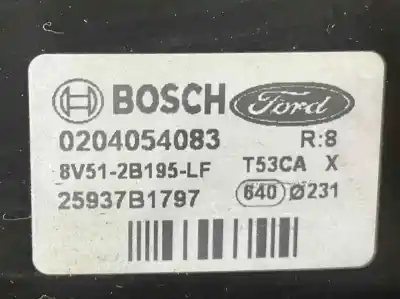 BOSCH Ford
0204054083 R:8
8V51-2B195-LF T53CA X
25937B1797 640 Ø231